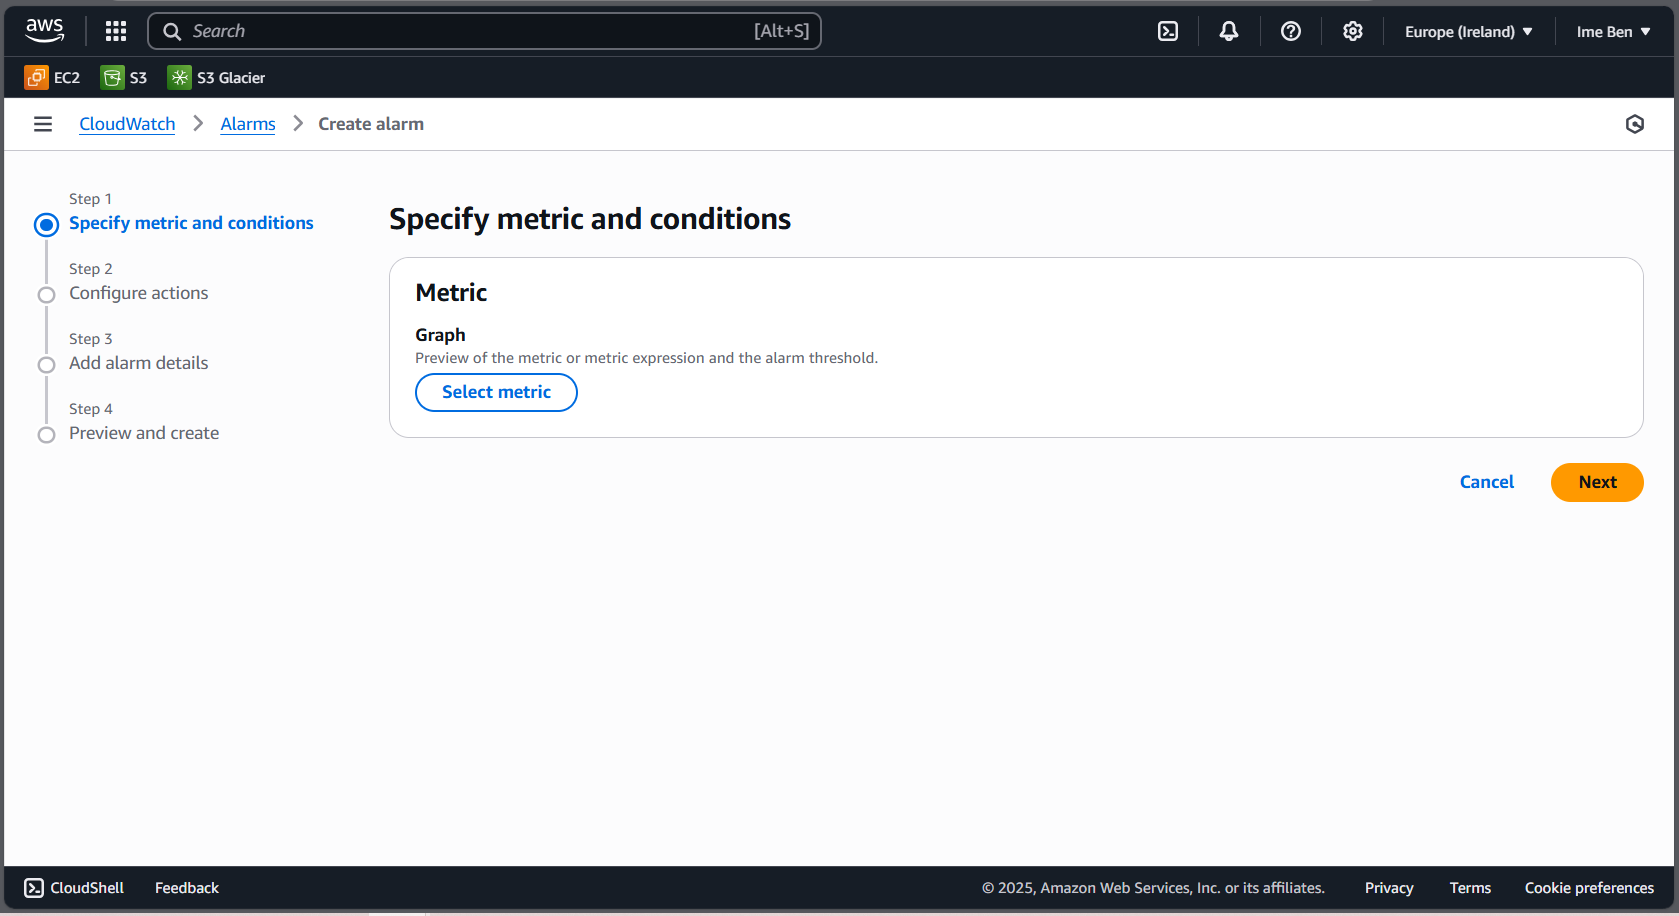 aws
Search [Alt+S]
Europe (Ireland)
Ime Ben
EC2
S3
S3 Glacier
CloudWatch
Alarms
Create alarm
Step 1
Specify metric and conditions
Step 2
Configure actions
Step 3
Add alarm details
Step 4
Preview and create
Specify metric and conditions
Metric
Graph
Preview of the metric or metric expression and the alarm threshold.
Select metric
Cancel
Next
CloudShell
Feedback
© 2025, Amazon Web Services, Inc. or its affiliates.
Privacy
Terms
Cookie preferences